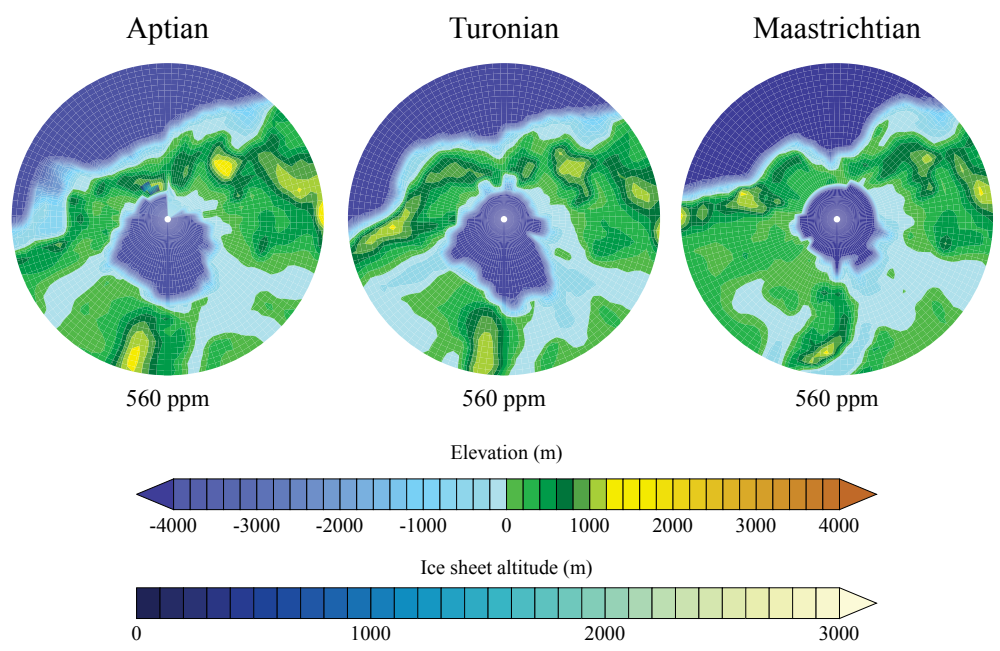 Aptian Turonian Maastrichtian
560 ppm 560 ppm 560 ppm
Elevation (m)
-4000 -3000 -2000 -1000 0 1000 2000 3000 4000
Ice sheet altitude (m)
0 1000 2000 3000